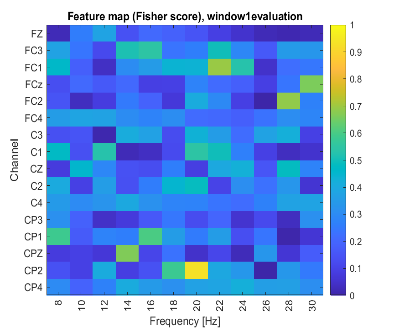 Feature map (Fisher score), window1evaluation
FZ
FC3
FC1
FCz
FC2
FC4
C3
C1
CZ
C2
C4
CP3
CP1
CPZ
CP2
CP4
Channel
8 10 12 14 16 18 20 22 24 26 28 30
Frequency [Hz]
1
0.9
0.8
0.7
0.6
0.5
0.4
0.3
0.2
0.1
0